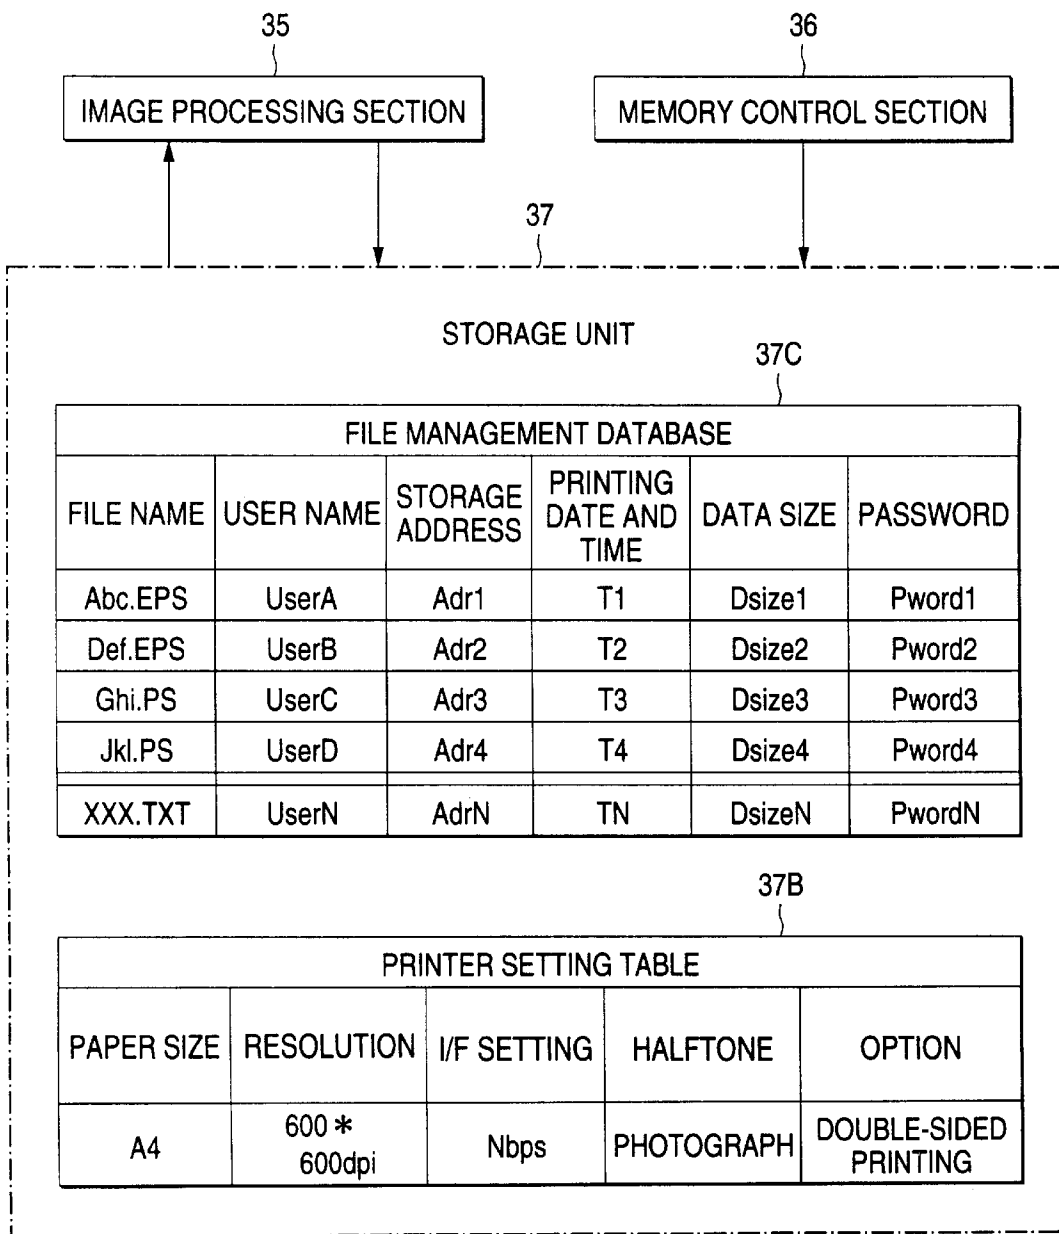 35
36
IMAGE PROCESSING SECTION
MEMORY CONTROL SECTION
37
STORAGE UNIT
37C
FILE MANAGEMENT DATABASE
FILE NAME
USER NAME
STORAGE
ADDRESS
PRINTING
DATE AND
TIME
DATA SIZE
PASSWORD
Abc.EPS UserA Adr1 T1 Dsize1 Pword1
Def.EPS UserB Adr2 T2 Dsize2 Pword2
Ghi.PS UserC Adr3 T3 Dsize3 Pword3
Jkl.PS UserD Adr4 T4 Dsize4 Pword4
XXX.TXT UserN AdrN TN DsizeN PwordN
37B
PRINTER SETTING TABLE
PAPER SIZE RESOLUTION I/F SETTING HALFTONE OPTION
A4
600 *
600dpi
Nbps
PHOTOGRAPH
DOUBLE-SIDED
PRINTING